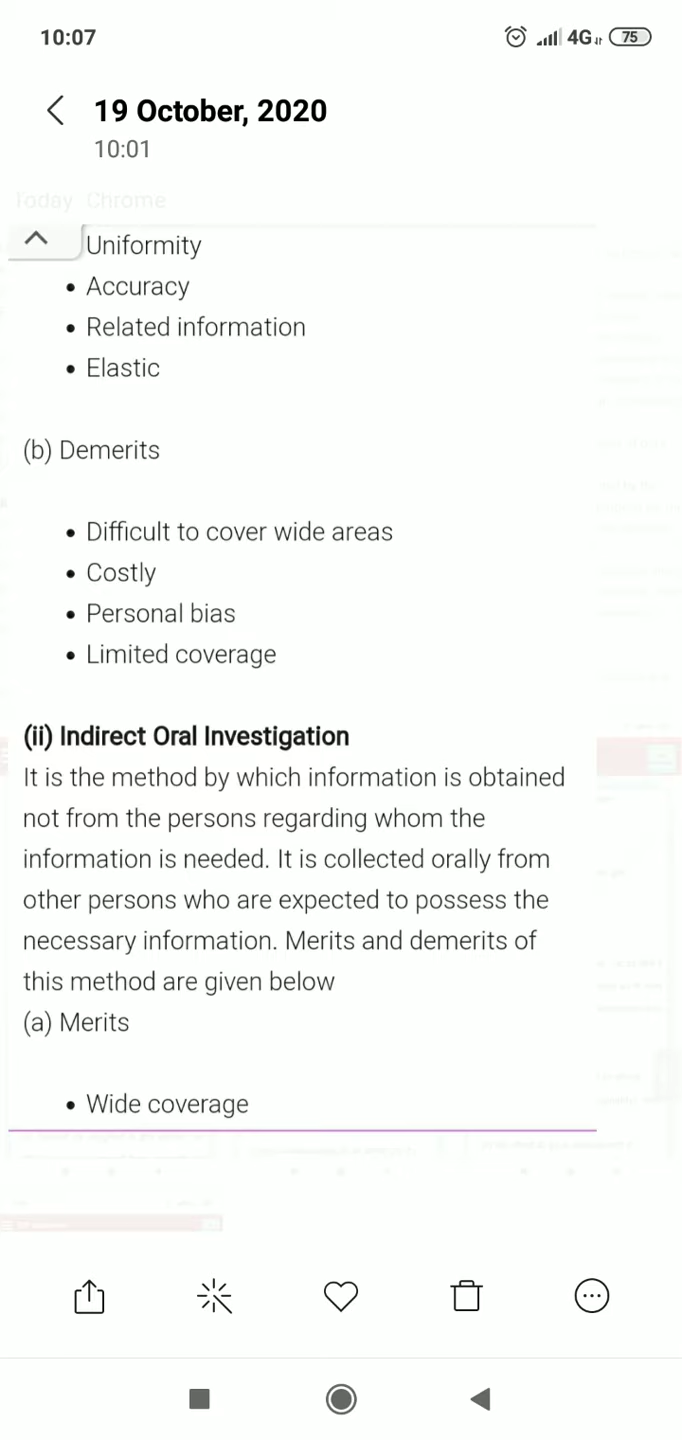 10:07
4G 75
19 October, 2020
10:01
Today Chrome
Uniformity
• Accuracy
• Related information
• Elastic
(b) Demerits
• Difficult to cover wide areas
• Costly
• Personal bias
• Limited coverage
(ii) Indirect Oral Investigation
It is the method by which information is obtained
not from the persons regarding whom the
information is needed. It is collected orally from
other persons who are expected to possess the
necessary information. Merits and demerits of
this method are given below
(a) Merits
• Wide coverage